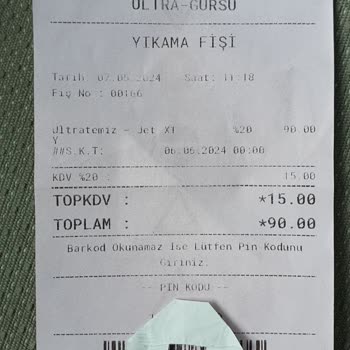 ULTRA-GÜRSU
YIKAMA FİŞİ
Tarih 07.05.2024 Saat: 11:18
Fiş No : 00166
Ultratemiz - Jet X1 %20 90.00
Y
##S.K.T: 06.06.2024 00:00
KDV %20 : 15.00
TOPKDV : *15.00
TOPLAM : *90.00
Barkod Okunamaz İse Lütfen Pin Kodunu
Giriniz.
-- PIN KODU --